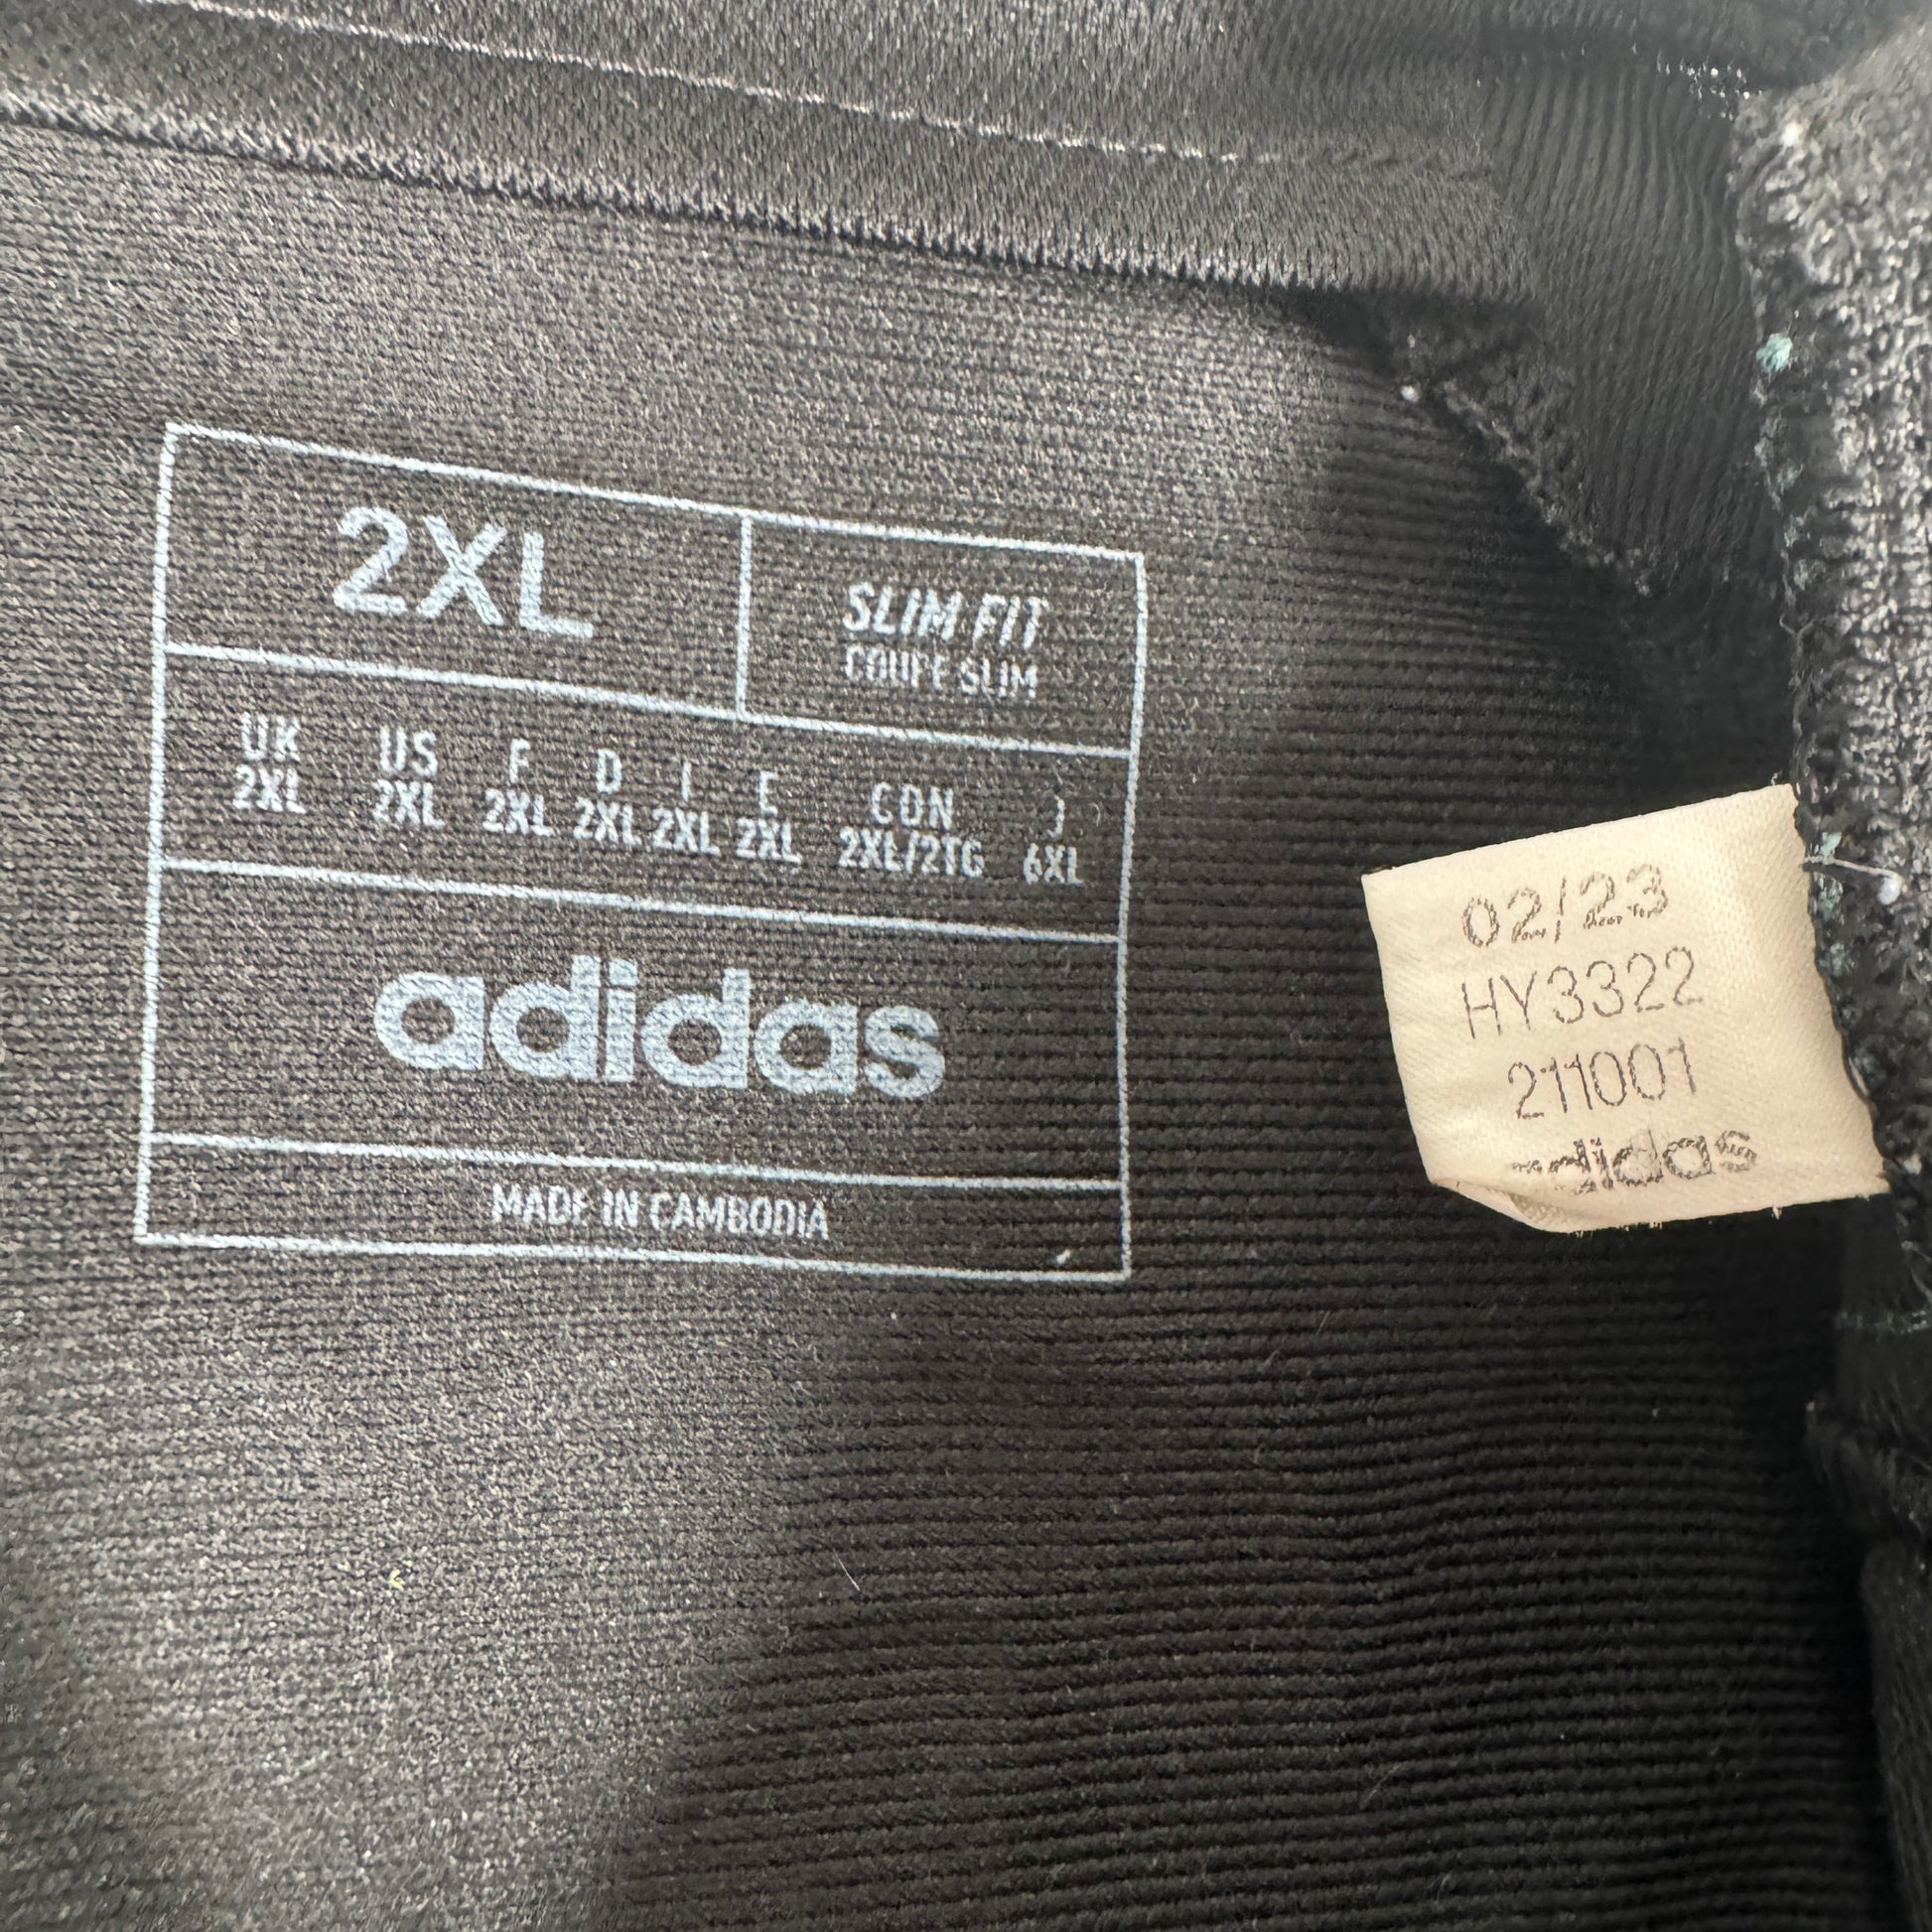 2XL
SLIM FIT
COUPE SLIM
UK US F D I E CON J
2XL 2XL 2XL 2XL 2XL 2XL 2XL/2TG 6XL
adidas
MADE IN CAMBODIA
02/23
HY3322
211001
adidas